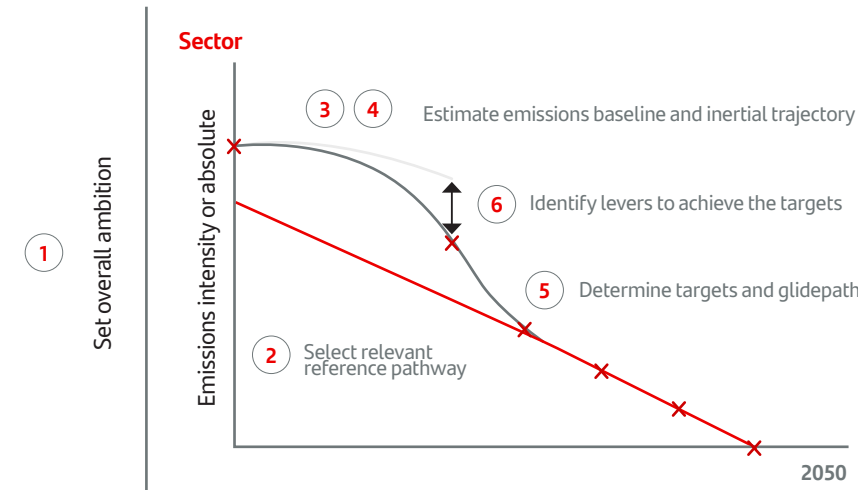 Sector
3 4 Estimate emissions baseline and inertial trajectory
Emissions intensity or absolute
6 Identify levers to achieve the targets
1 Set overall ambition
5 Determine targets and glidepath
2 Select relevant
reference pathway
2050